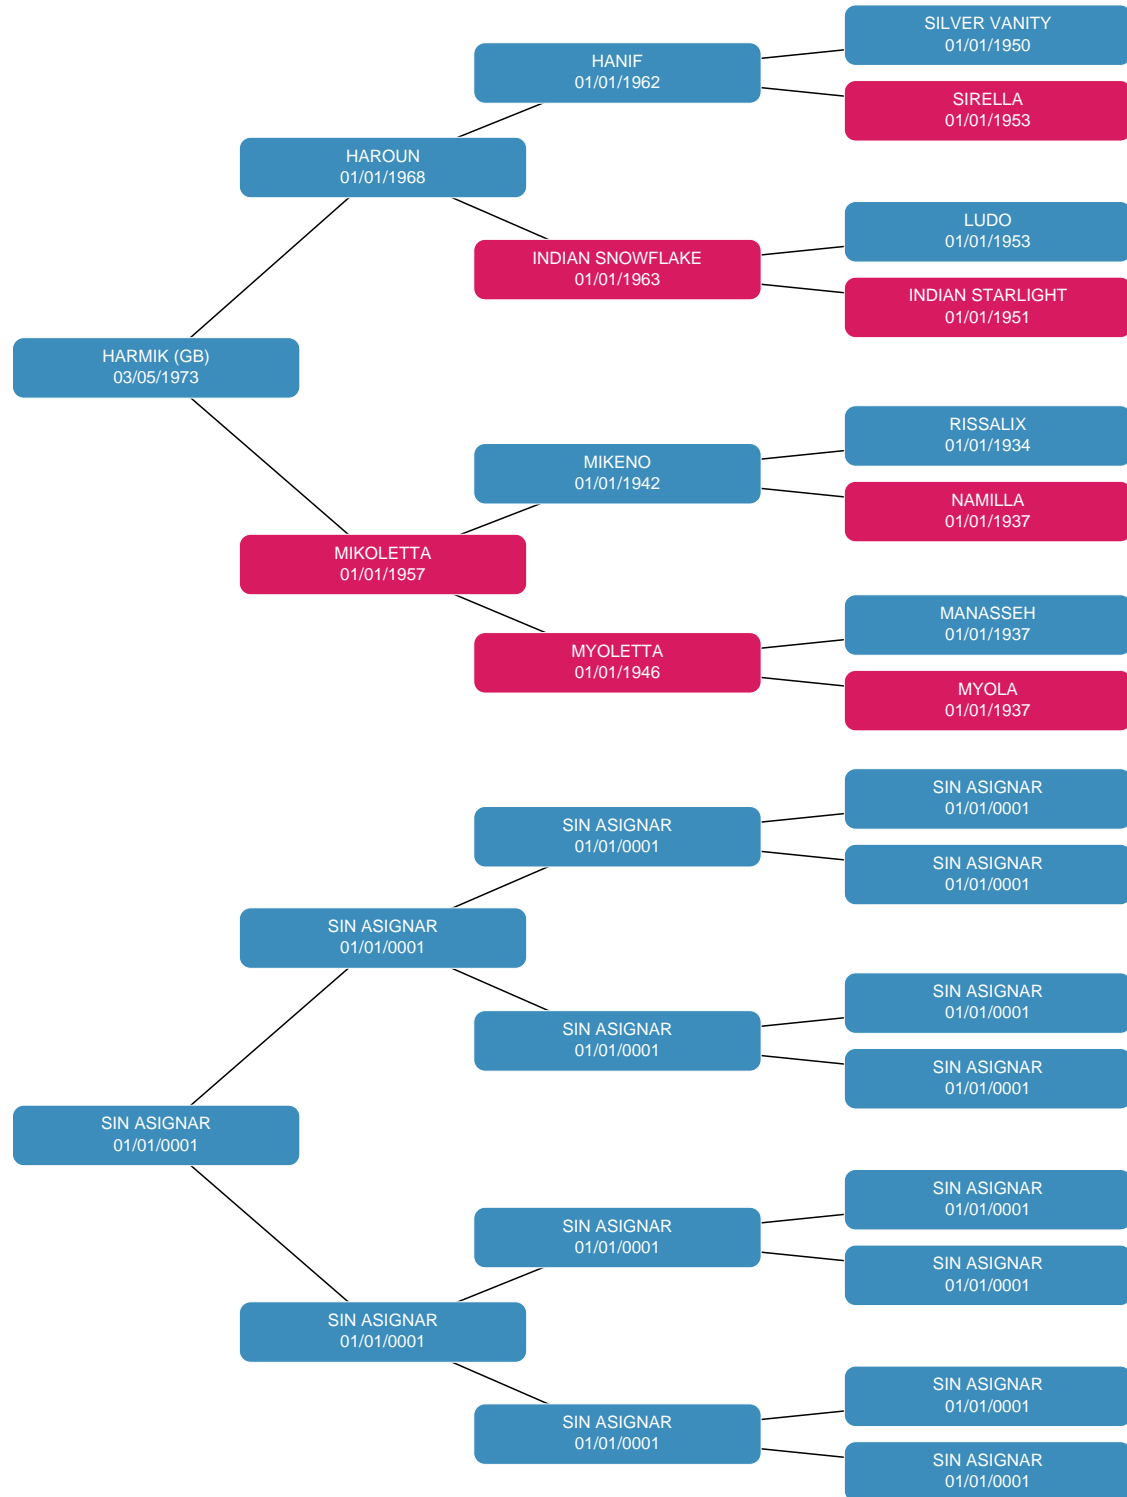 SILVER VANITY
01/01/1950
HANIF
01/01/1962
SIRELLA
01/01/1953
HAROUN
01/01/1968
LUDO
01/01/1953
INDIAN SNOWFLAKE
01/01/1963
INDIAN STARLIGHT
01/01/1951
HARMIK (GB)
03/05/1973
RISSALIX
01/01/1934
MIKENO
01/01/1942
NAMILLA
01/01/1937
MIKOLETTA
01/01/1957
MANASSEH
01/01/1937
MYOLETTA
01/01/1946
MYOLA
01/01/1937
SIN ASIGNAR
01/01/0001
SIN ASIGNAR
01/01/0001
SIN ASIGNAR
01/01/0001
SIN ASIGNAR
01/01/0001
SIN ASIGNAR
01/01/0001
SIN ASIGNAR
01/01/0001
SIN ASIGNAR
01/01/0001
SIN ASIGNAR
01/01/0001
SIN ASIGNAR
01/01/0001
SIN ASIGNAR
01/01/0001
SIN ASIGNAR
01/01/0001
SIN ASIGNAR
01/01/0001
SIN ASIGNAR
01/01/0001
SIN ASIGNAR
01/01/0001
SIN ASIGNAR
01/01/0001